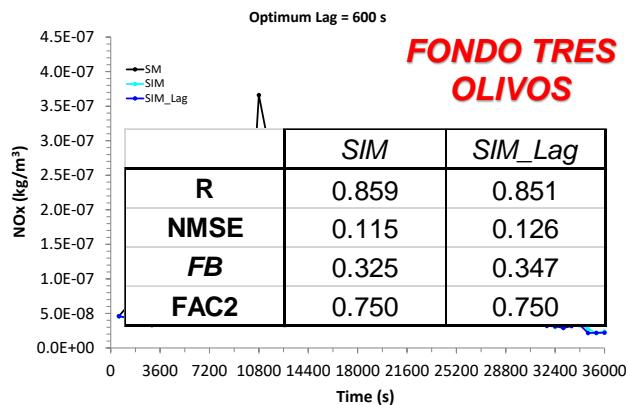 Optimum Lag = 600 s
FONDO TRES
OLIVOS
SM
SIM
SIM_Lag
NOx (kg/m³)
4.5E-07
4.0E-07
3.5E-07
3.0E-07
2.5E-07
2.0E-07
1.5E-07
1.0E-07
5.0E-08
0.0E+00
SIM SIM_Lag
R 0.859 0.851
NMSE 0.115 0.126
FB 0.325 0.347
FAC2 0.750 0.750
0 3600 7200 10800 14400 18000 21600 25200 28800 32400 36000
Time (s)